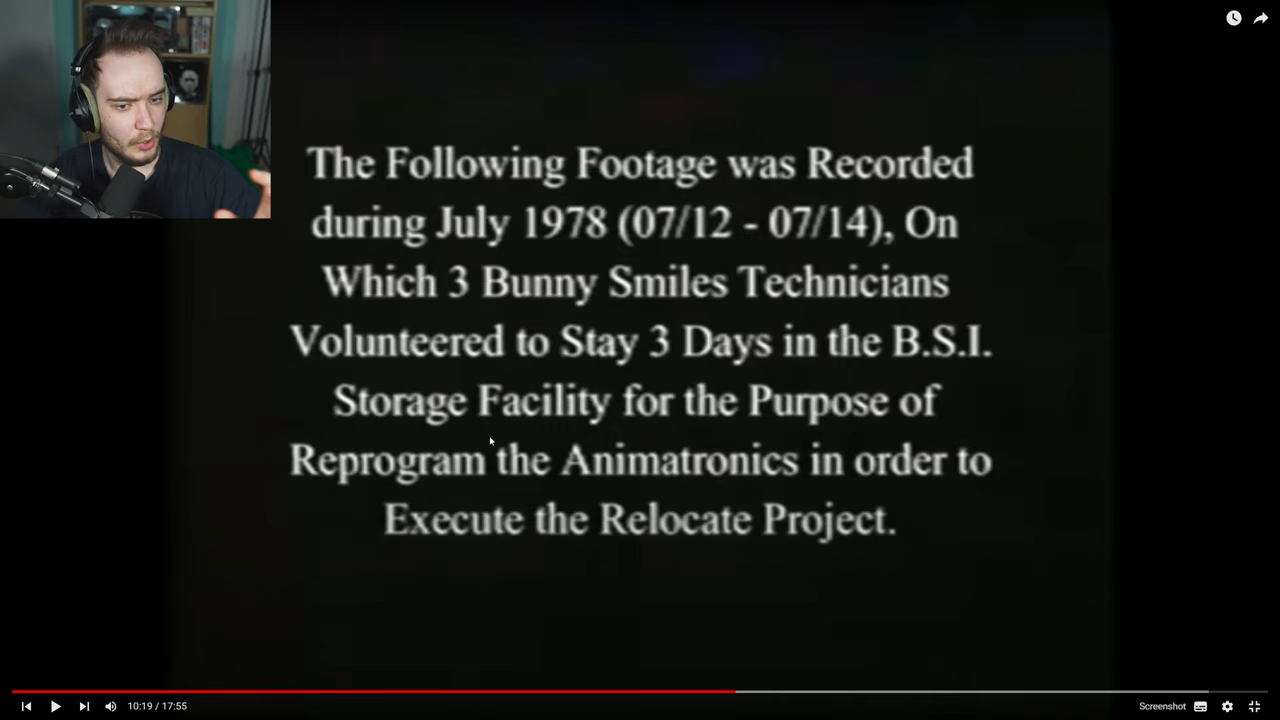 The Following Footage was Recorded
during July 1978 (07/12 - 07/14), On
Which 3 Bunny Smiles Technicians
Volunteered to Stay 3 Days in the B.S.I.
Storage Facility for the Purpose of
Reprogram the Animatronics in order to
Execute the Relocate Project.
10:19 / 17:55
Screenshot